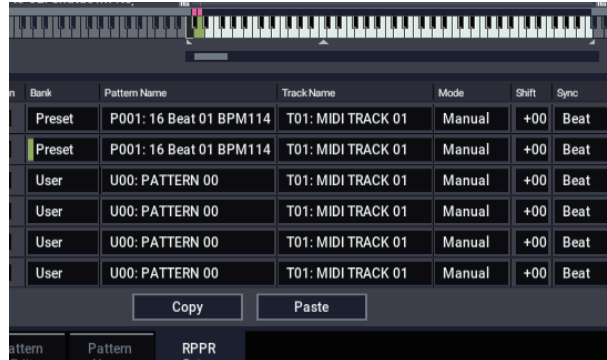 Bank Pattern Name Track Name Mode Shift Sync
Preset P001: 16 Beat 01 BPM114 T01: MIDI TRACK 01 Manual +00 Beat
Preset P001: 16 Beat 01 BPM114 T01: MIDI TRACK 01 Manual +00 Beat
User U00: PATTERN 00 T01: MIDI TRACK 01 Manual +00 Beat
User U00: PATTERN 00 T01: MIDI TRACK 01 Manual +00 Beat
User U00: PATTERN 00 T01: MIDI TRACK 01 Manual +00 Beat
User U00: PATTERN 00 T01: MIDI TRACK 01 Manual +00 Beat
Copy Paste
attern Pattern RPPR